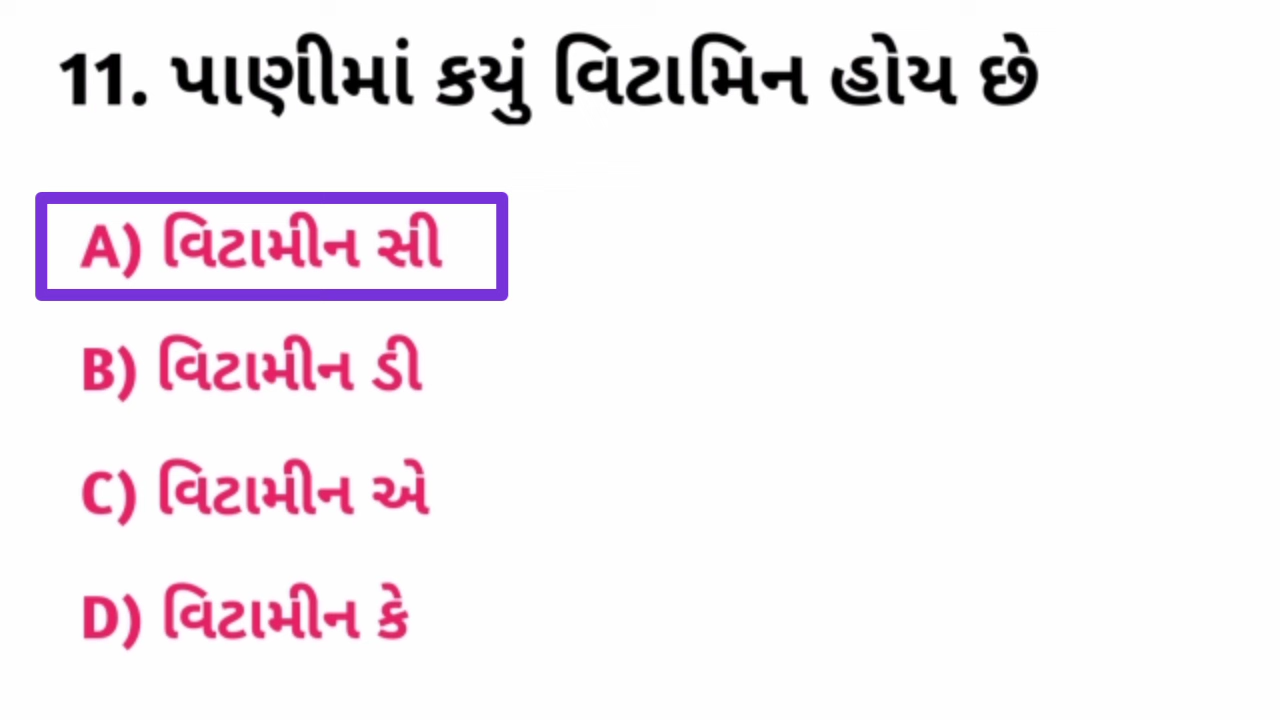 11. પાણીમાં કયું વિટામિન હોય છે
A) વિટામીન સી
B) વિટામીન ડી
C) વિટામીન એ
D) વિટામીન કે